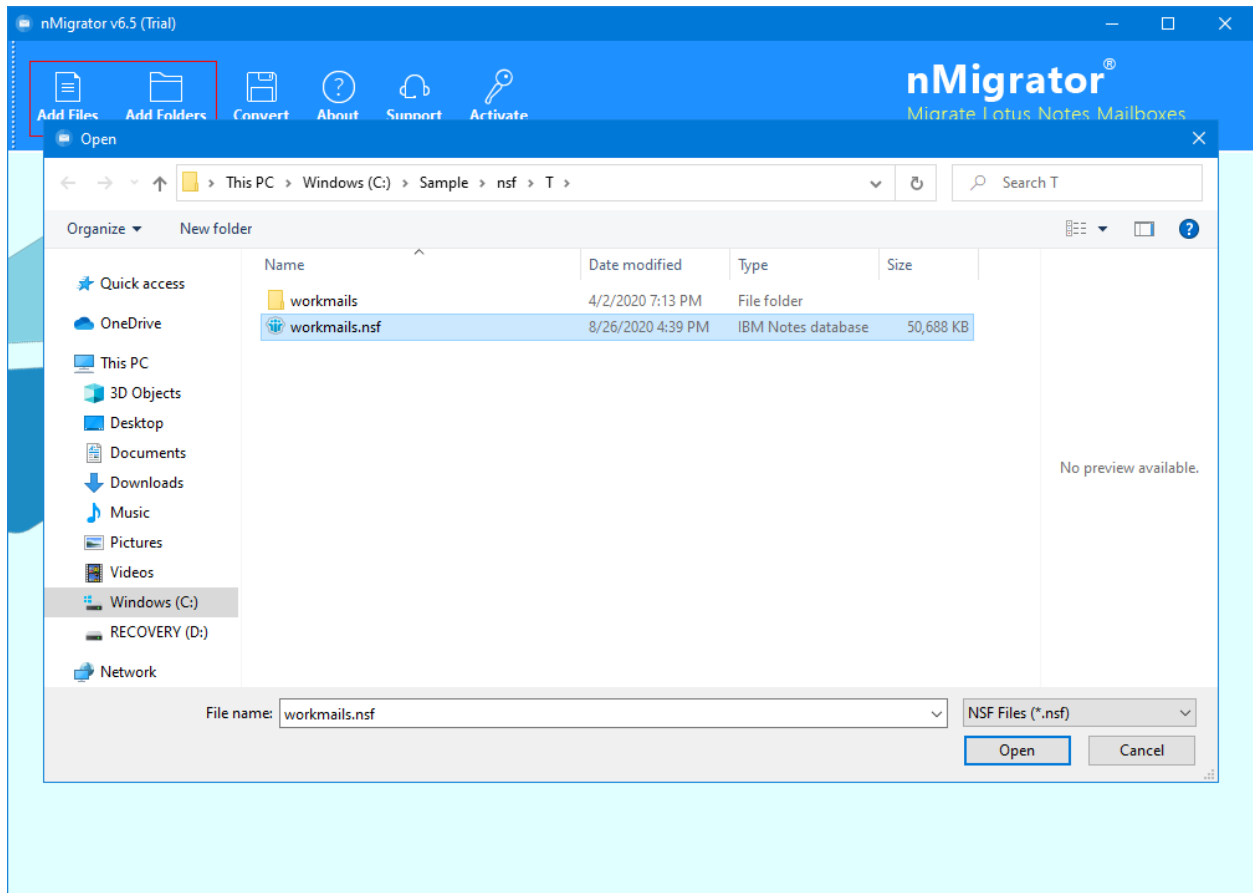 nMigrator v6.5 (Trial)
nMigrator®
Migrate Lotus Notes Mailboxes
Add Files Add Folders Convert About Support Activate
Open
This PC > Windows (C:) > Sample > nsf > T >
Search T
Organize New folder
?
Name Date modified Type Size
workmails 4/2/2020 7:13 PM File folder
workmails.nsf 8/26/2020 4:39 PM IBM Notes database 50,688 KB
Quick access
OneDrive
This PC
3D Objects
Desktop
Documents
Downloads
Music
Pictures
Videos
Windows (C:)
RECOVERY (D:)
Network
No preview available.
File name: workmails.nsf NSF Files (*.nsf)
Open Cancel